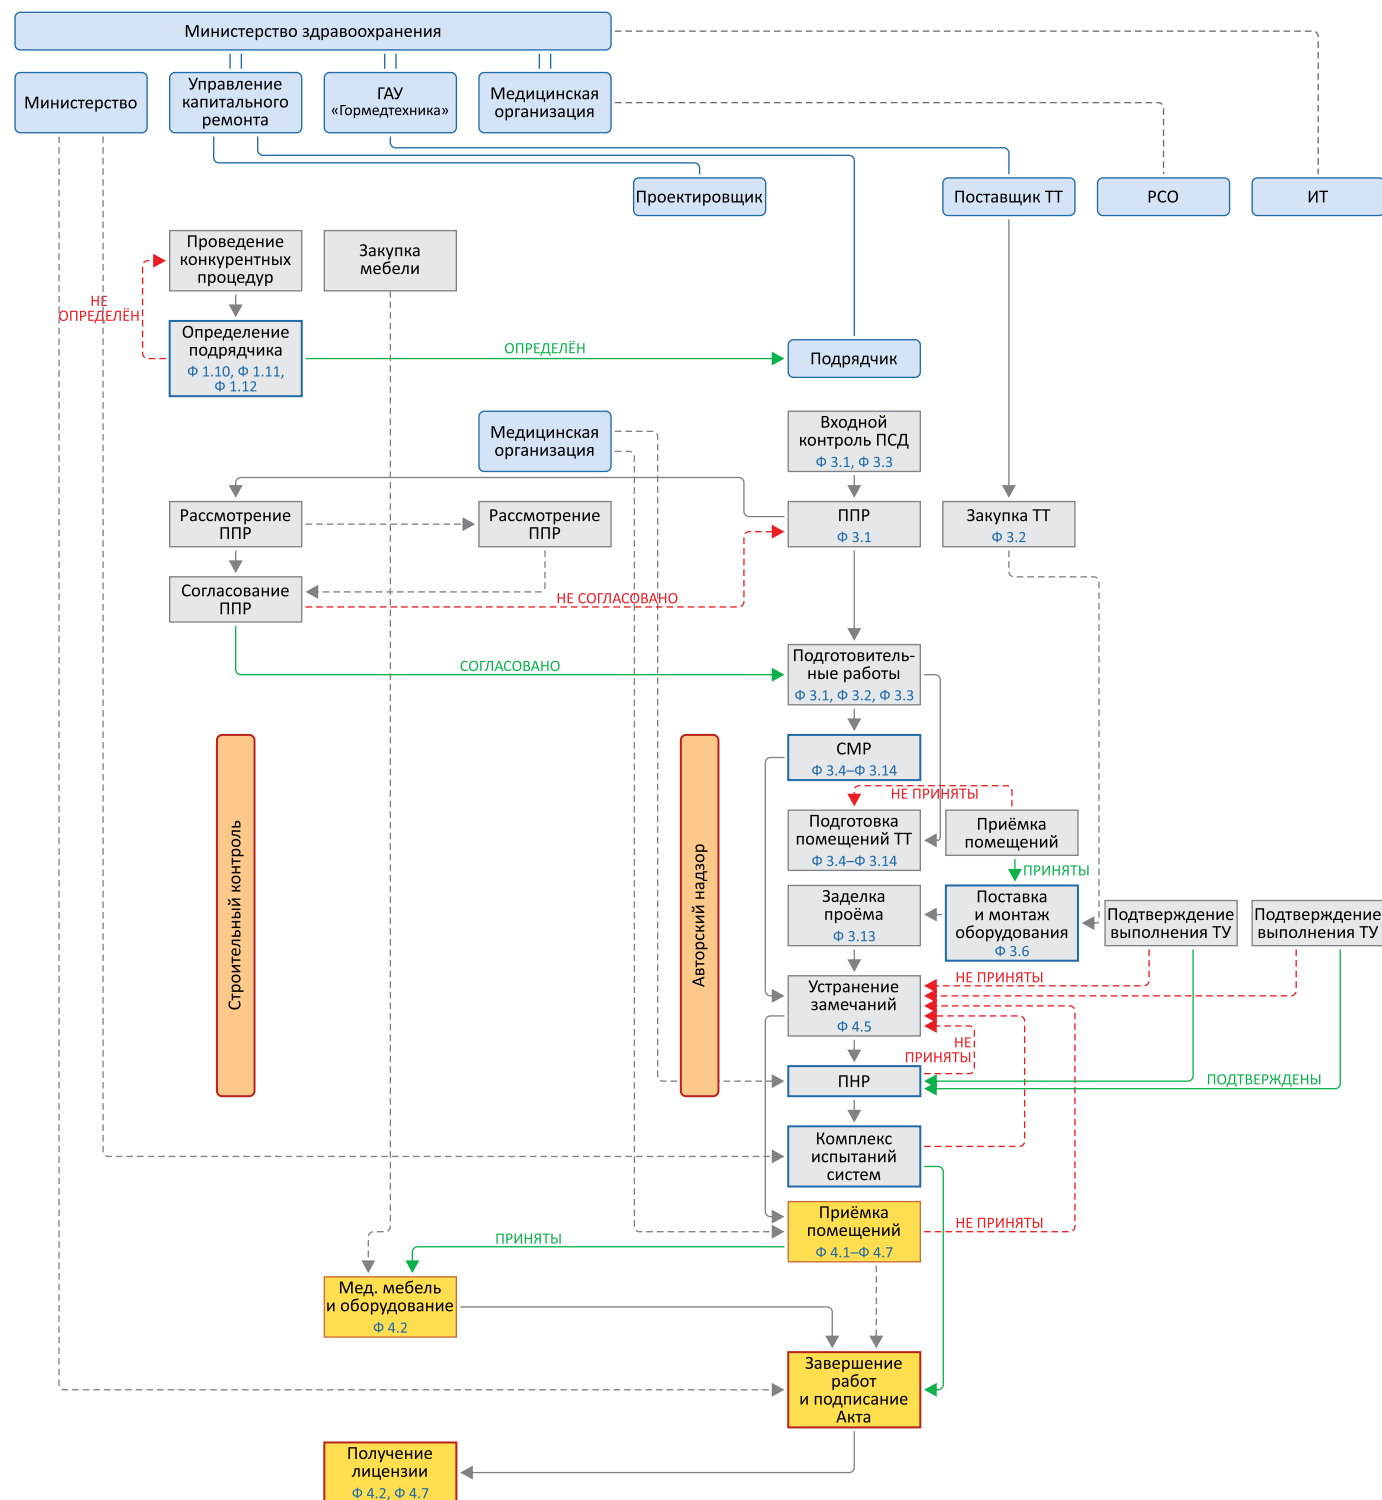 Министерство здравоохранения
Министерство
Управление
капитального
ремонта
ГАУ
«Гормедтехника»
Медицинская
организация
Проектировщик
Поставщик ТТ
РСО
ИТ
Проведение
конкурентных
процедур
Закупка
мебели
НЕ
ОПРЕДЕЛЁН
Определение
подрядчика
Ф 1.10, Ф 1.11,
Ф 1.12
ОПРЕДЕЛЁН
Подрядчик
Медицинская
организация
Входной
контроль ПСД
Ф 3.1, Ф 3.3
Рассмотрение
ППР
Рассмотрение
ППР
ППР
Ф 3.1
Закупка ТТ
Ф 3.2
Согласование
ППР
НЕ СОГЛАСОВАНО
СОГЛАСОВАНО
Подготовитель-
ные работы
Ф 3.1, Ф 3.2, Ф 3.3
СМР
Ф 3.4–Ф 3.14
НЕ ПРИНЯТЫ
Подготовка
помещений ТТ
Ф 3.4–Ф 3.14
Приёмка
помещений
ПРИНЯТЫ
Строительный контроль
Авторский надзор
Заделка
проёма
Ф 3.13
Поставка
и монтаж
оборудования
Ф 3.6
Подтверждение
выполнения ТУ
Подтверждение
выполнения ТУ
НЕ ПРИНЯТЫ
Устранение
замечаний
Ф 4.5
НЕ
ПРИНЯТЫ
ПНР
ПОДТВЕРЖДЕНЫ
Комплекс
испытаний
систем
Приёмка
помещений
Ф 4.1–Ф 4.7
НЕ ПРИНЯТЫ
ПРИНЯТЫ
Мед. мебель
и оборудование
Ф 4.2
Завершение
работ
и подписание
Акта
Получение
лицензии
Ф 4.2, Ф 4.7